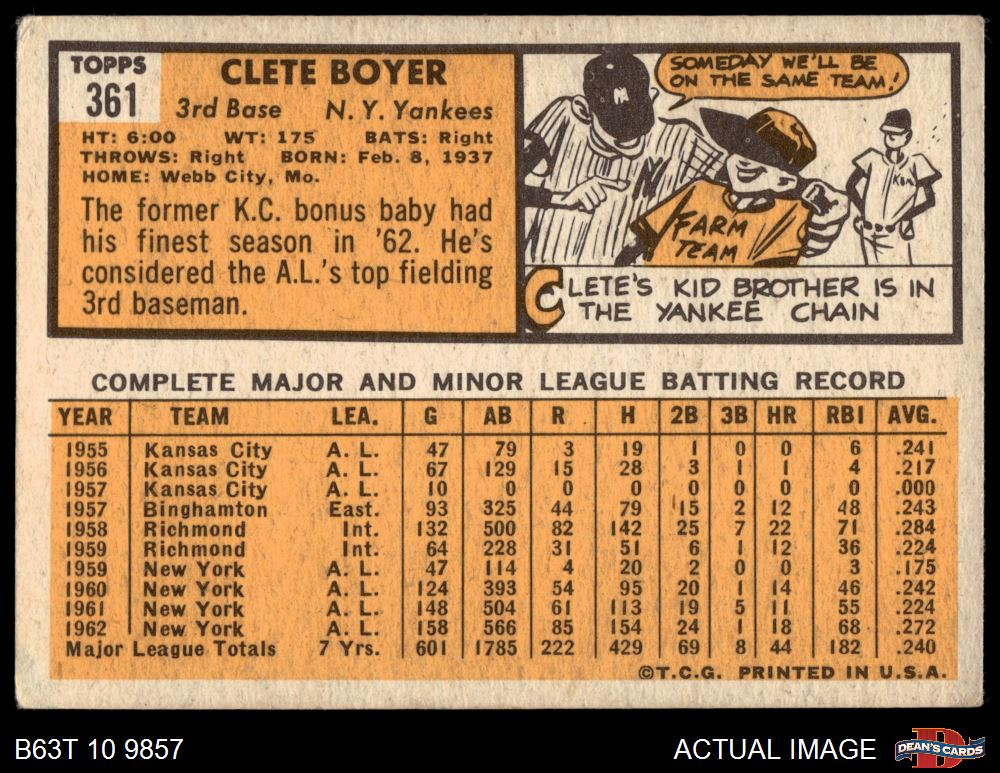 TOPPS
361
CLETE BOYER
3rd Base N. Y. Yankees
HT: 6:00 WT: 175 BATS: Right
THROWS: Right BORN: Feb. 8, 1937
HOME: Webb City, Mo.
The former K.C. bonus baby had
his finest season in '62. He's
considered the A.L.'s top fielding
3rd baseman.
SOMEDAY WE'LL BE
ON THE SAME TEAM!
FARM
TEAM
CLETE'S KID BROTHER IS IN
THE YANKEE CHAIN
COMPLETE MAJOR AND MINOR LEAGUE BATTING RECORD
YEAR TEAM LEA. G AB R H 2B 3B HR RBI AVG.
1955 Kansas City A. L. 47 79 3 19 1 0 0 6 .241
1956 Kansas City A. L. 67 129 15 28 3 1 1 4 .217
1957 Kansas City A. L. 10 0 0 0 0 0 0 0 .000
1957 Binghamton East. 93 325 44 79 15 2 12 48 .243
1958 Richmond Int. 132 500 82 142 25 7 22 71 .284
1959 Richmond Int. 64 228 31 51 6 1 12 36 .224
1959 New York A. L. 47 114 4 20 2 0 0 3 .175
1960 New York A. L. 124 393 54 95 20 1 14 46 .242
1961 New York A. L. 148 504 61 113 19 5 11 55 .224
1962 New York A. L. 158 566 85 154 24 1 18 68 .272
Major League Totals 7 Yrs. 601 1785 222 429 69 8 44 182 .240
©T.C.G. PRINTED IN U.S.A.
B63T 10 9857
ACTUAL IMAGE
DEAN'S CARDS